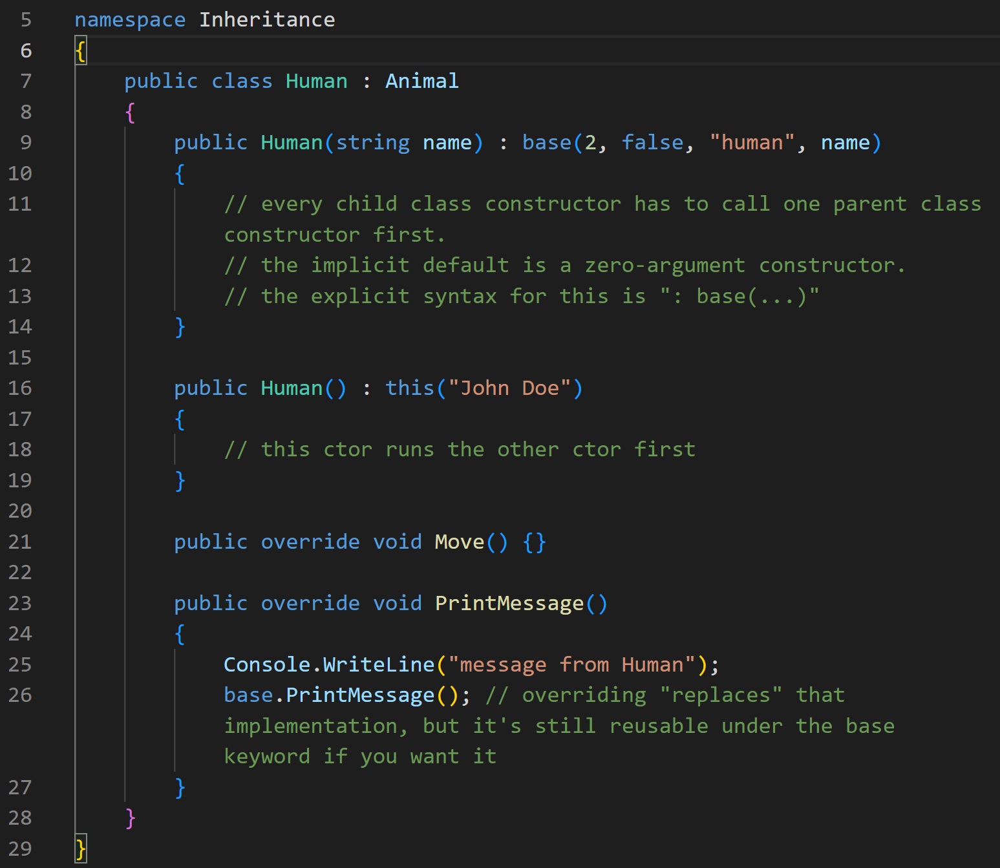 5 namespace Inheritance
6 {
7 public class Human : Animal
8 {
9 public Human(string name) : base(2, false, "human", name)
10 {
11 // every child class constructor has to call one parent class
constructor first.
12 // the implicit default is a zero-argument constructor.
13 // the explicit syntax for this is ": base(...)"
14 }
15
16 public Human() : this("John Doe")
17 {
18 // this ctor runs the other ctor first
19 }
20
21 public override void Move() {}
22
23 public override void PrintMessage()
24 {
25 Console.WriteLine("message from Human");
26 base.PrintMessage(); // overriding "replaces" that
implementation, but it's still reusable under the base
keyword if you want it
27 }
28 }
29 }